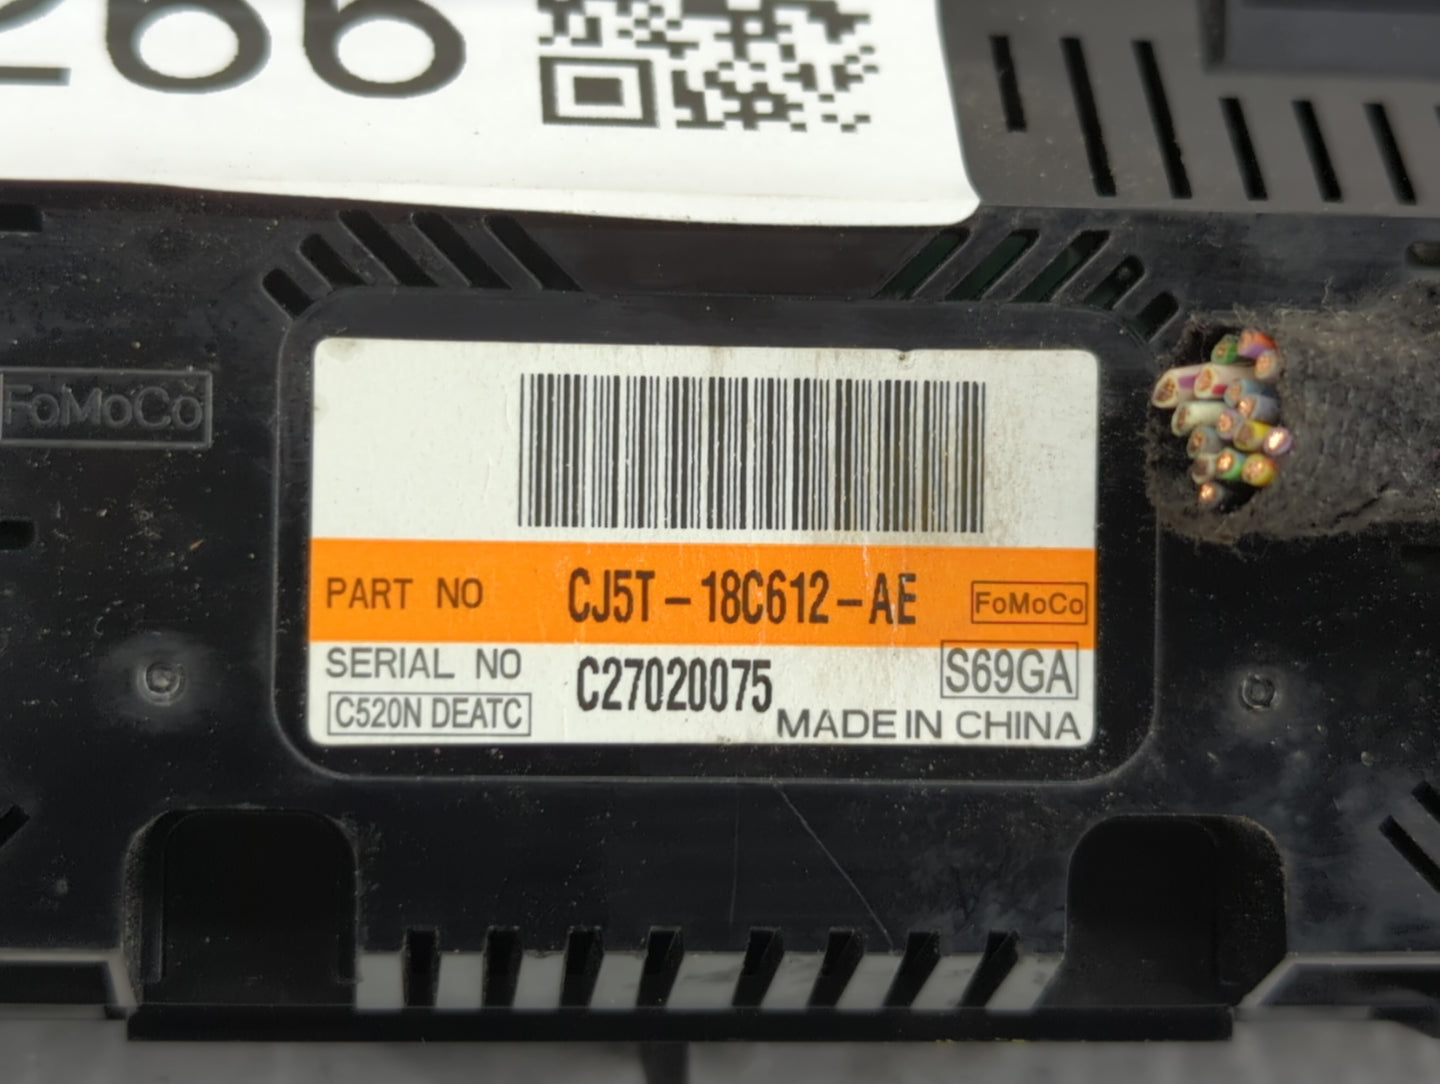 266
FoMoCo
PART NO CJ5T-18C612-AE FoMoCo
SERIAL NO C27020075 S69GA
C520N DEATC MADE IN CHINA